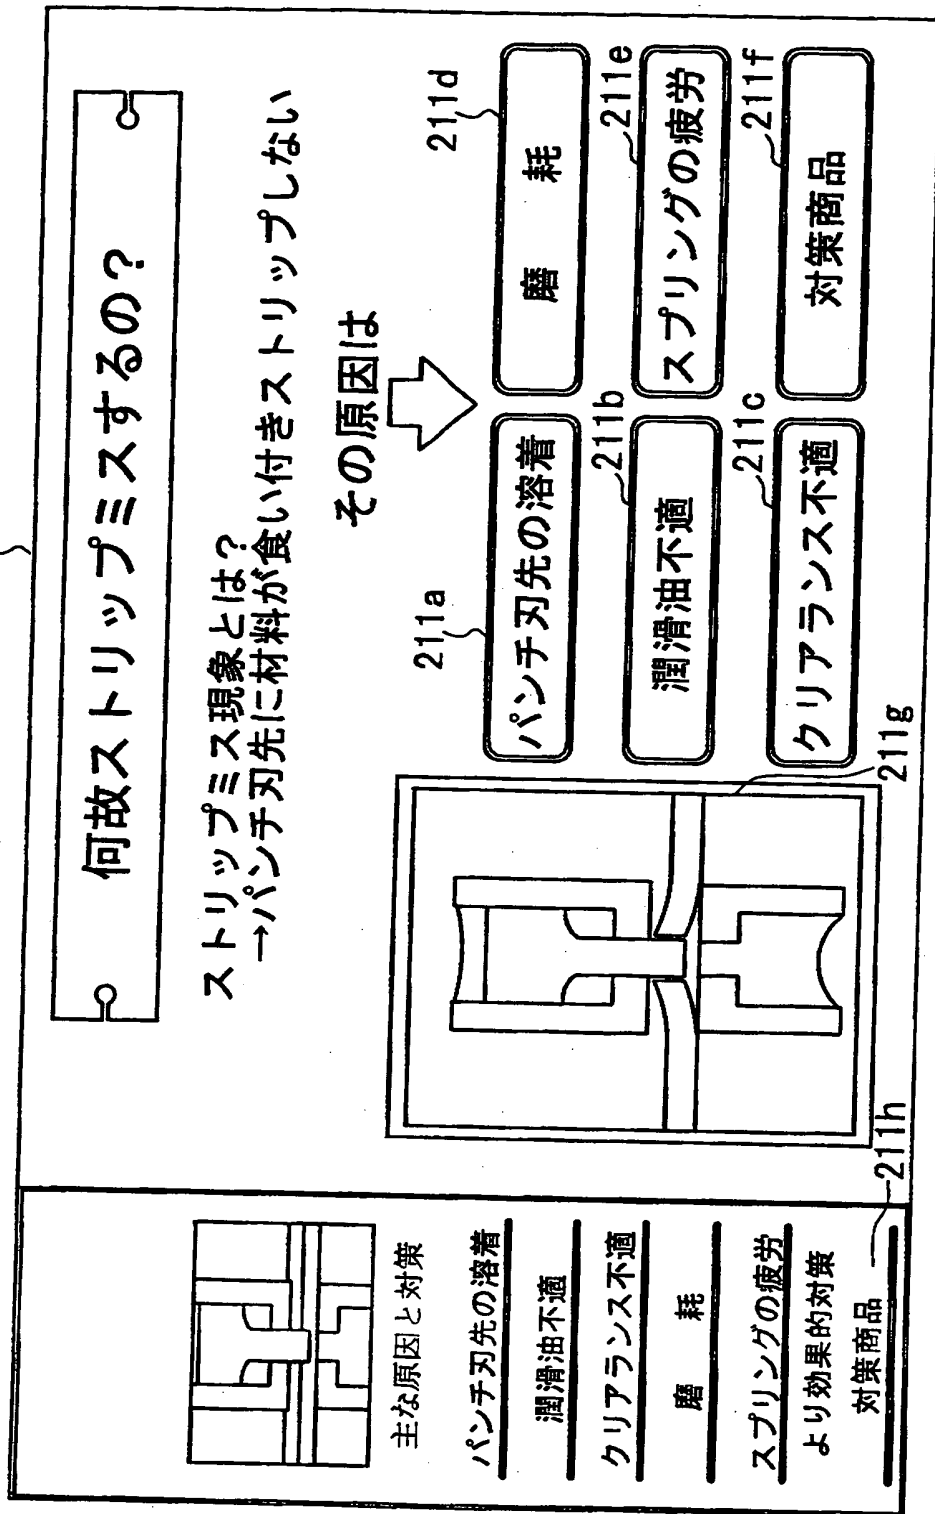 何故ストリップミスするの？
ストリップミス現象とは？
→パンチ刃先に材料が食い付きストリップしない
その原因は
211a
パンチ刃先の溶着
211d
磨 耗
211b
潤滑油不適
211e
スプリングの疲労
211c
クリアランス不適
211f
対策商品
211g
主な原因と対策
パンチ刃先の溶着
潤滑油不適
クリアランス不適
磨 耗
スプリングの疲労
より効果的対策
対策商品
211h